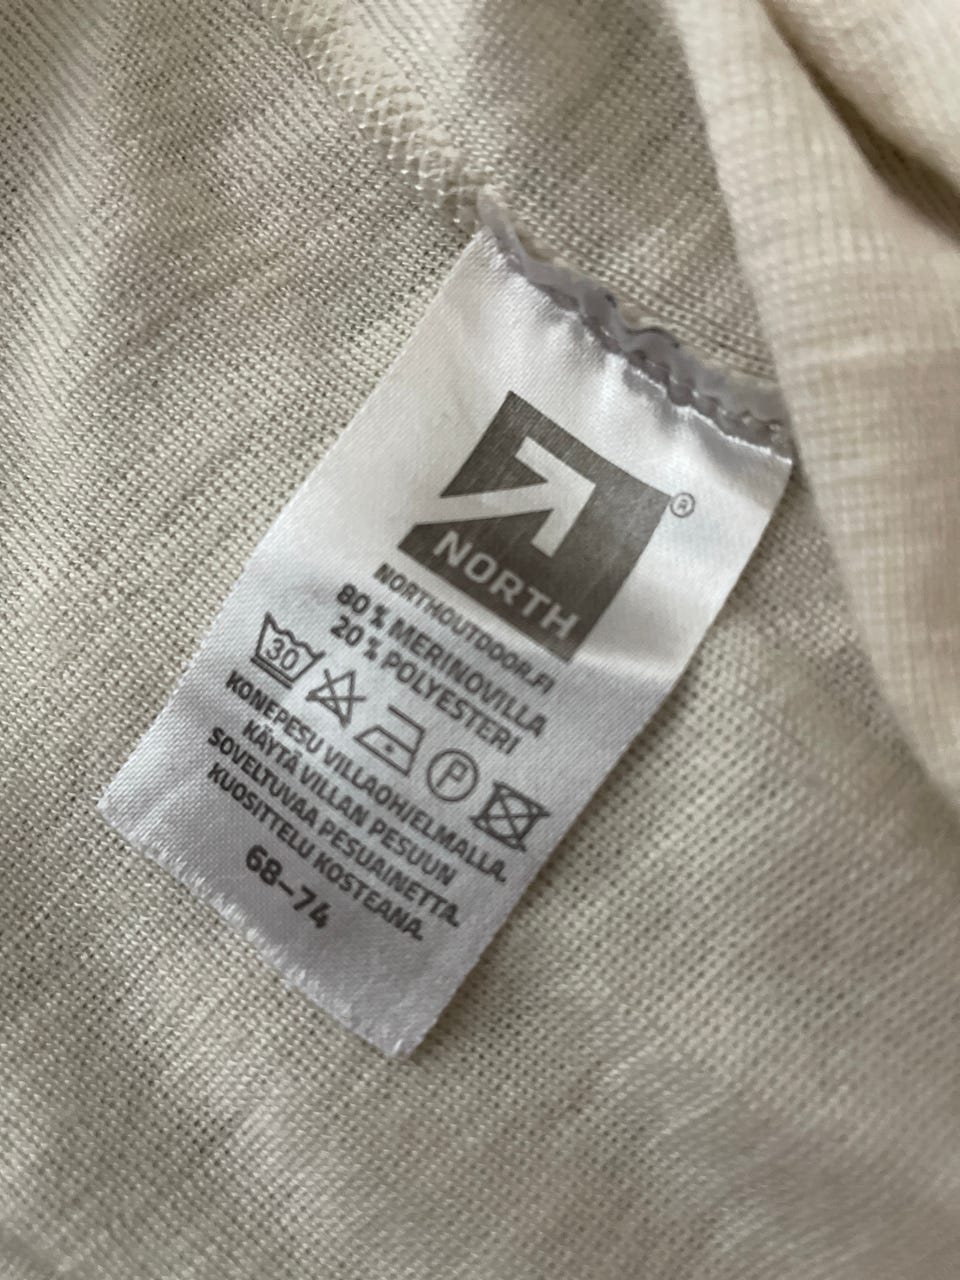 NORTH
®
NORTHOUTDOOR.FI
80 % MERINOVILLA
20 % POLYESTERI
30 P
KONEPESU VILLAOHJELMALLA.
KÄYTÄ VILLAN PESUUN
SOVELTUVAA PESUAINETTA.
KUOSITTELU KOSTEANA.
68–74